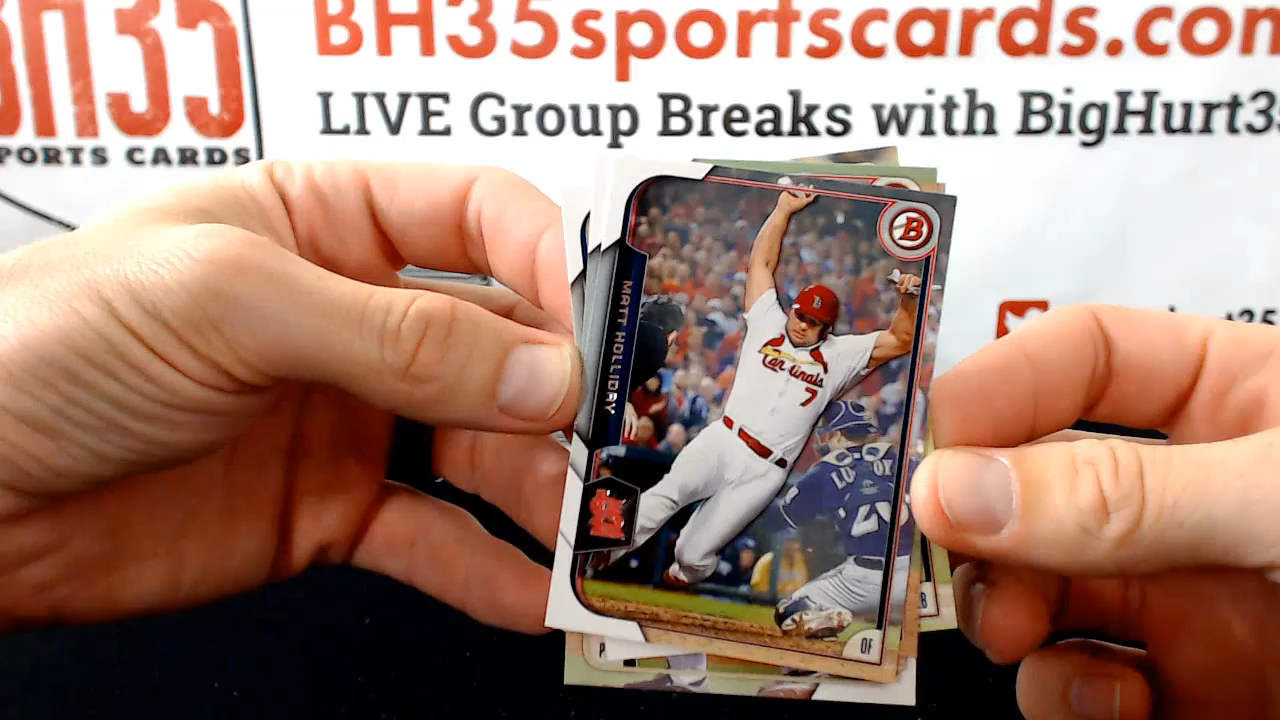 BH35
PORTS CARDS
BH35sportscards.com
LIVE Group Breaks with BigHurt3
B
MATT HOLLIDAY
Cardinals
7
OF
P
B